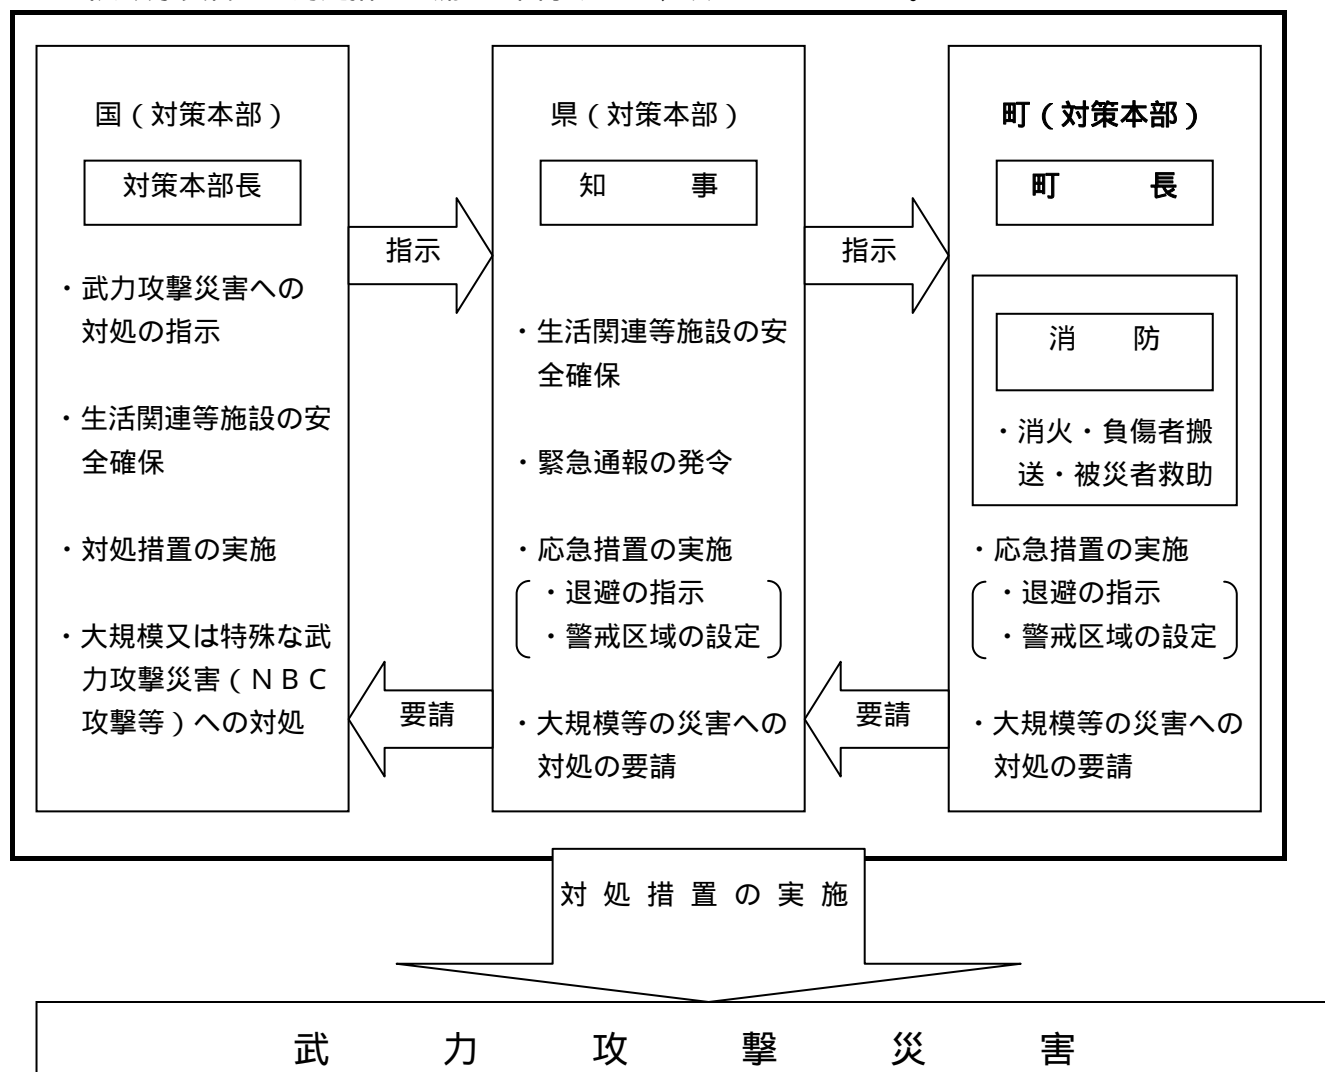 国（対策本部）
対策本部長
・武力攻撃災害への
対処の指示
・生活関連等施設の安
全確保
・対処措置の実施
・大規模又は特殊な武
力攻撃災害（ＮＢＣ
攻撃等）への対処
指示
要請
県（対策本部）
知　　　事
・生活関連等施設の安
全確保
・緊急通報の発令
・応急措置の実施
・退避の指示
・警戒区域の設定
・大規模等の災害への
対処の要請
指示
要請
町（対策本部）
町　　　長
消　　防
・消火・負傷者搬
送・被災者救助
・応急措置の実施
・退避の指示
・警戒区域の設定
・大規模等の災害への
対処の要請
対 処 措 置 の 実 施
武　力　攻　撃　災　害